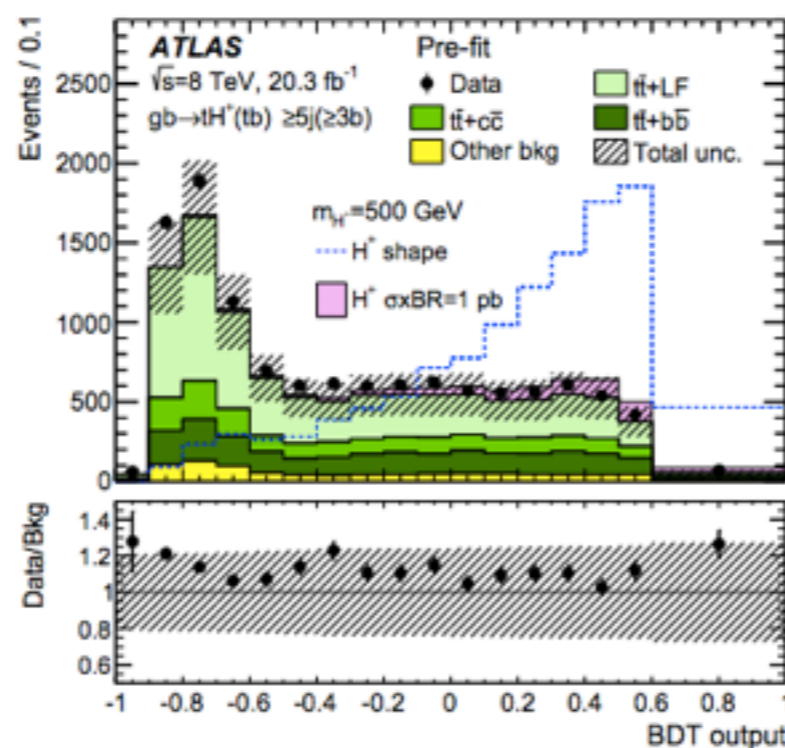 Events / 0.1
2500
2000
1500
1000
500
0
ATLAS
√s=8 TeV, 20.3 fb⁻¹
gb→tH⁺(tb) ≥5j(≥3b)
Pre-fit
Data
tt̄+LF
tt̄+cc̄
tt̄+bb̄
Other bkg
Total unc.
m_H⁺=500 GeV
H⁺ shape
H⁺ σxBR=1 pb
Data/Bkg
1.4
1.2
1
0.8
0.6
-1 -0.8 -0.6 -0.4 -0.2 0 0.2 0.4 0.6 0.8 1
BDT output